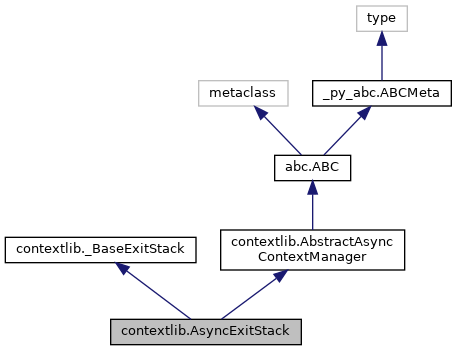 type
metaclass
_py_abc.ABCMeta
abc.ABC
contextlib._BaseExitStack
contextlib.AbstractAsync
ContextManager
contextlib.AsyncExitStack